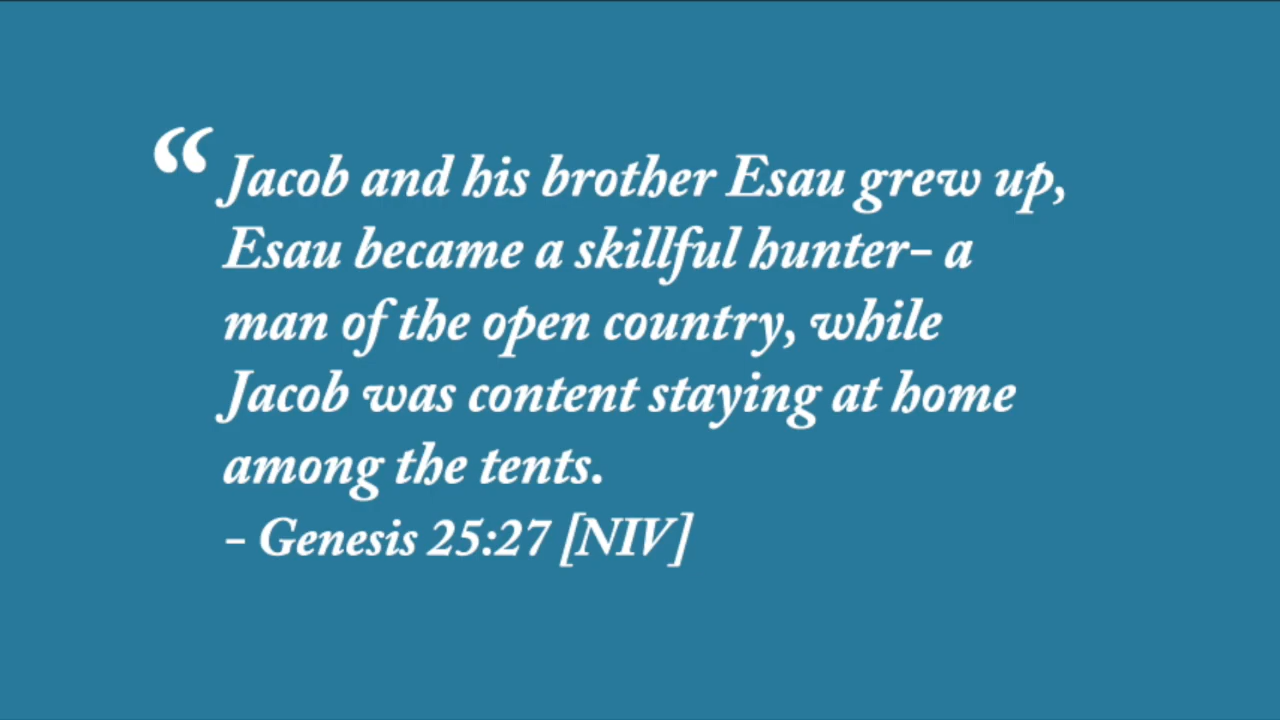 “ Jacob and his brother Esau grew up,
Esau became a skillful hunter– a
man of the open country, while
Jacob was content staying at home
among the tents.
– Genesis 25:27 [NIV]